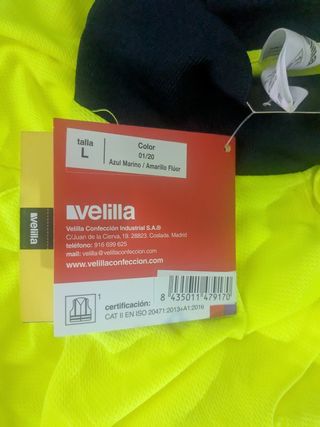 talla
L
Color
01/20
Azul Marino / Amarillo Flúor
velilla
Velilla Confección Industrial S.A.®
C/Juan de la Cierva, 19. 28823. Coslada. Madrid
teléfono: 916 699 625
mail: velilla@velillaconfeccion.com
www.velillaconfeccion.com
8 435011 479170
1
certificación:
CAT II EN ISO 20471:2013+A1:2016
velilla